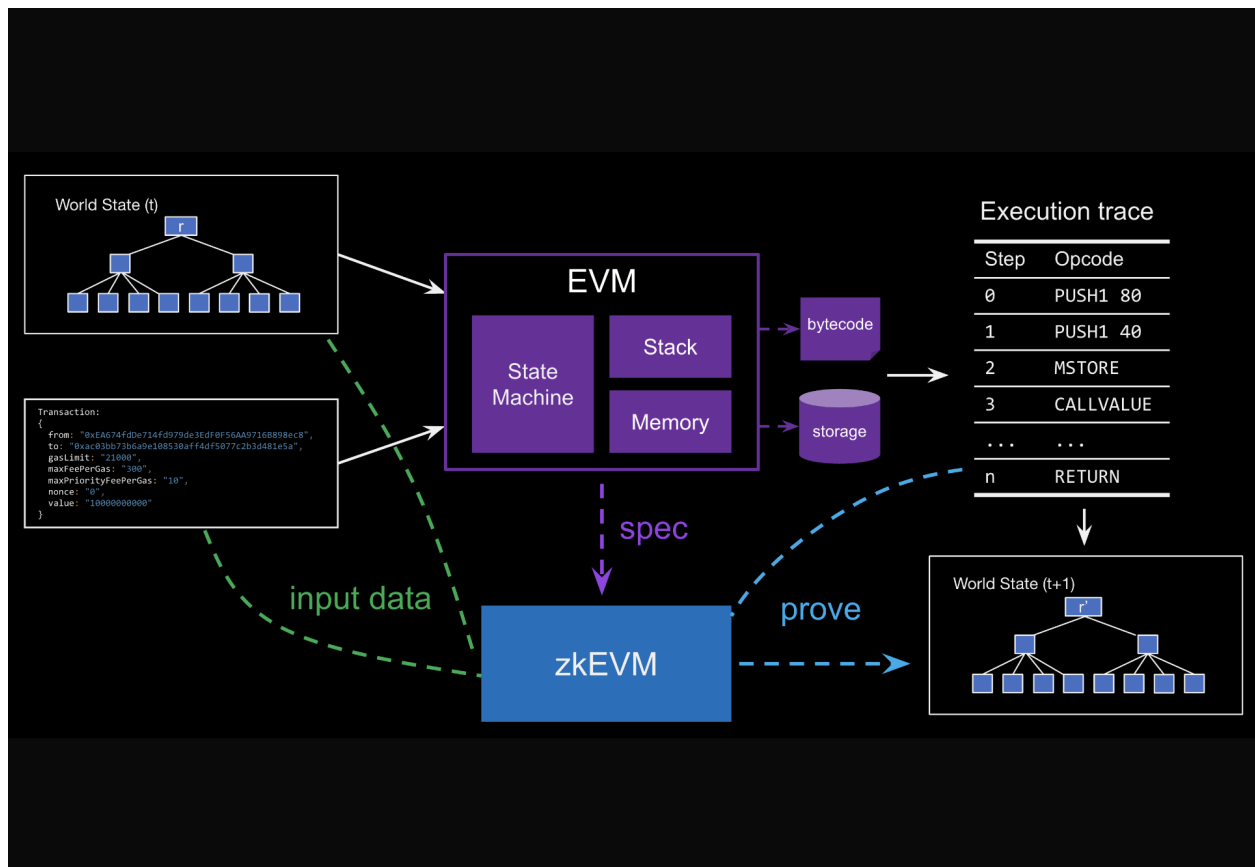 World State (t)
r
Transaction:
{
from: "0xEA674fdDe714fd979de3EdF0F56AA9716B898ec8",
to: "0xac03bb73b6a9e108530aff4df5077c2b3d481e5a",
gasLimit: "21000",
maxFeePerGas: "300",
maxPriorityFeePerGas: "10",
nonce: "0",
value: "10000000000"
}
EVM
State
Machine
Stack
Memory
bytecode
storage
spec
input data
zkEVM
prove
Execution trace
Step Opcode
0 PUSH1 80
1 PUSH1 40
2 MSTORE
3 CALLVALUE
... ...
n RETURN
World State (t+1)
r'